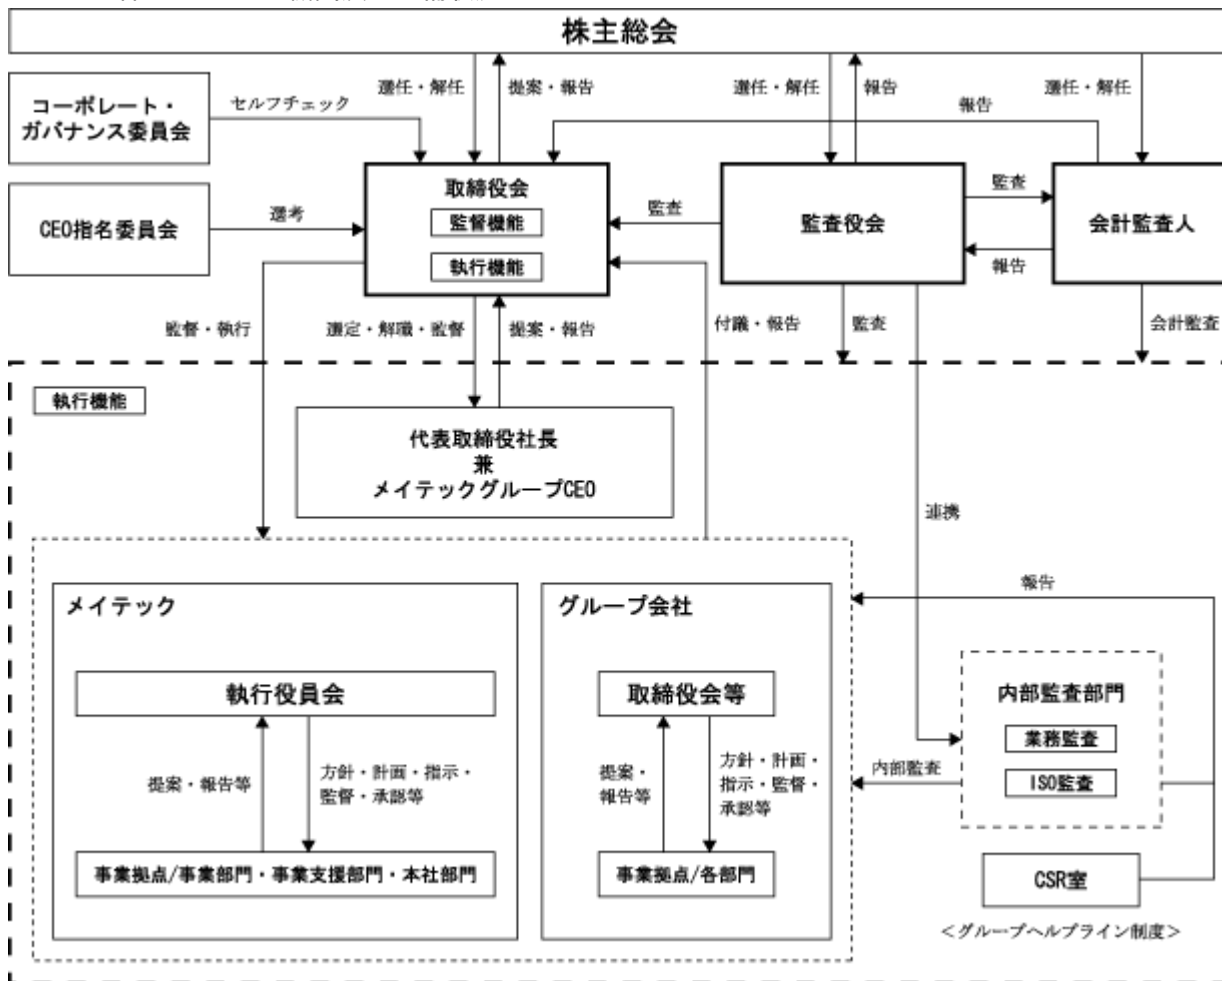 株主総会
コーポレート・
ガバナンス委員会
セルフチェック
選任・解任
提案・報告
選任・解任
報告
報告
選任・解任
CEO指名委員会
選考
取締役会
監督機能
執行機能
監査
監査役会
監査
報告
会計監査人
監督・執行
選定・解職・監督
提案・報告
付議・報告
監査
会計監査
執行機能
代表取締役社長
兼
メイテックグループCEO
連携
メイテック
執行役員会
提案・報告等
方針・計画・指示・
監督・承認等
事業拠点/事業部門・事業支援部門・本社部門
グループ会社
取締役会等
提案・
報告等
方針・計画・
指示・監督・
承認等
事業拠点/各部門
報告
内部監査部門
業務監査
ISO監査
内部監査
CSR室
＜グループヘルプライン制度＞